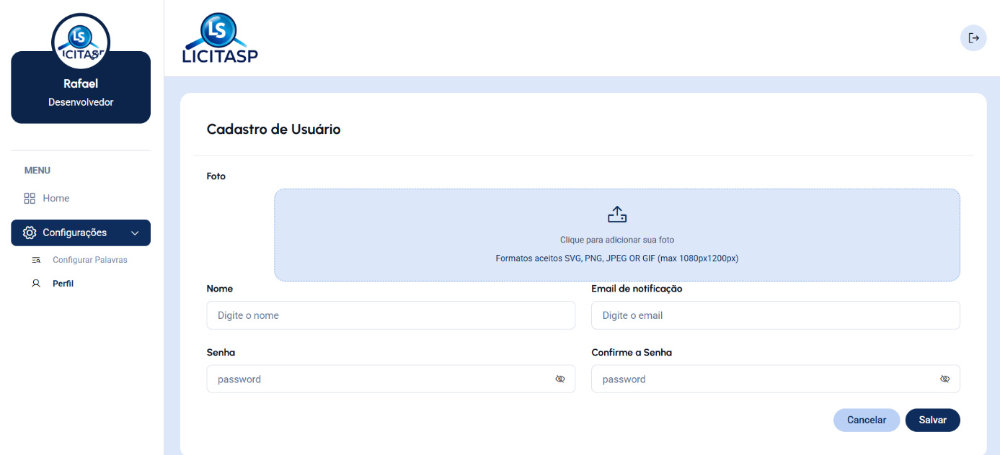 LS
ICITASP
Rafael
Desenvolvedor
MENU
Home
Configurações
Configurar Palavras
Perfil
LS
LICITASP
Cadastro de Usuário
Foto
Clique para adicionar sua foto
Formatos aceitos SVG, PNG, JPEG OR GIF (max 1080px1200px)
Nome
Email de notificação
Digite o nome
Digite o email
Senha
Confirme a Senha
password
password
Cancelar
Salvar